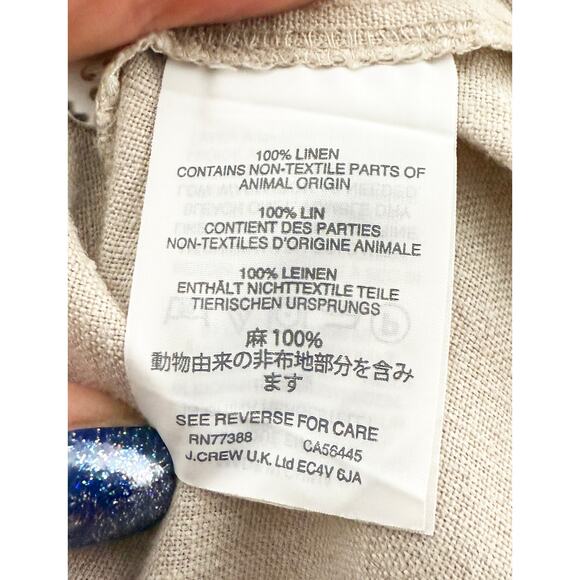 100% LINEN
CONTAINS NON-TEXTILE PARTS OF
ANIMAL ORIGIN
100% LIN
CONTIENT DES PARTIES
NON-TEXTILES D'ORIGINE ANIMALE
100% LEINEN
ENTHÄLT NICHTTEXTILE TEILE
TIERISCHEN URSPRUNGS
麻 100%
動物由来の非布地部分を含み
ます
SEE REVERSE FOR CARE
RN77388 CA56445
J.CREW U.K. Ltd EC4V 6JA